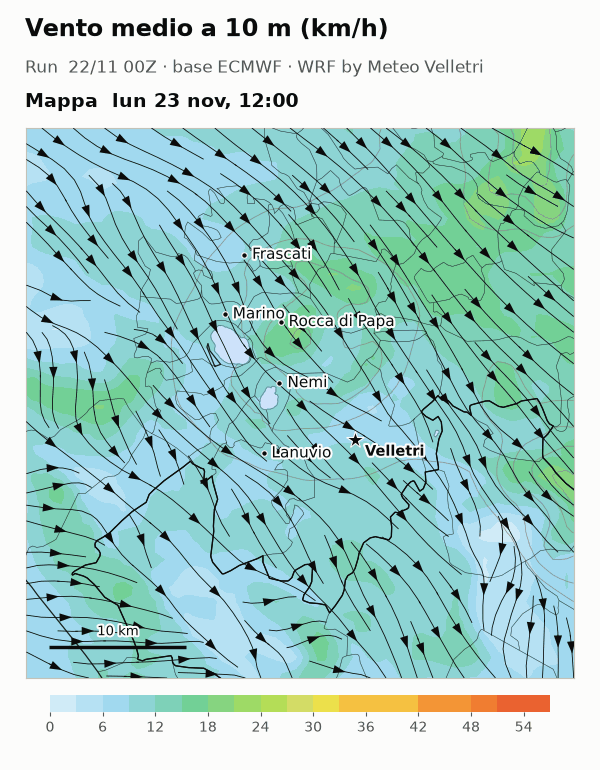 Vento medio a 10 m (km/h)
Run 22/11 00Z · base ECMWF · WRF by Meteo Velletri
Mappa lun 23 nov, 12:00
Frascati
Marino
Rocca di Papa
Nemi
Velletri
Lanuvio
10 km
0 6 12 18 24 30 36 42 48 54